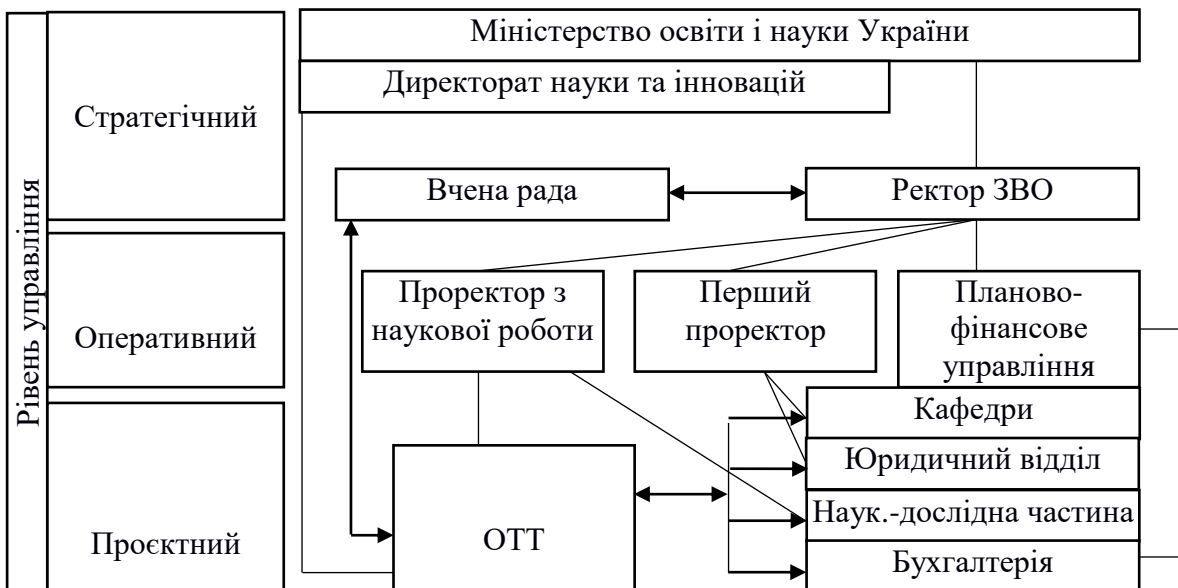 Рівень управління
Стратегічний
Оперативний
Проєктний
Міністерство освіти і науки України
Директорат науки та інновацій
Вчена рада
Ректор ЗВО
Проректор з
наукової роботи
Перший
проректор
Планово-
фінансове
управління
Кафедри
Юридичний відділ
Наук.-дослідна частина
Бухгалтерія
ОТТ